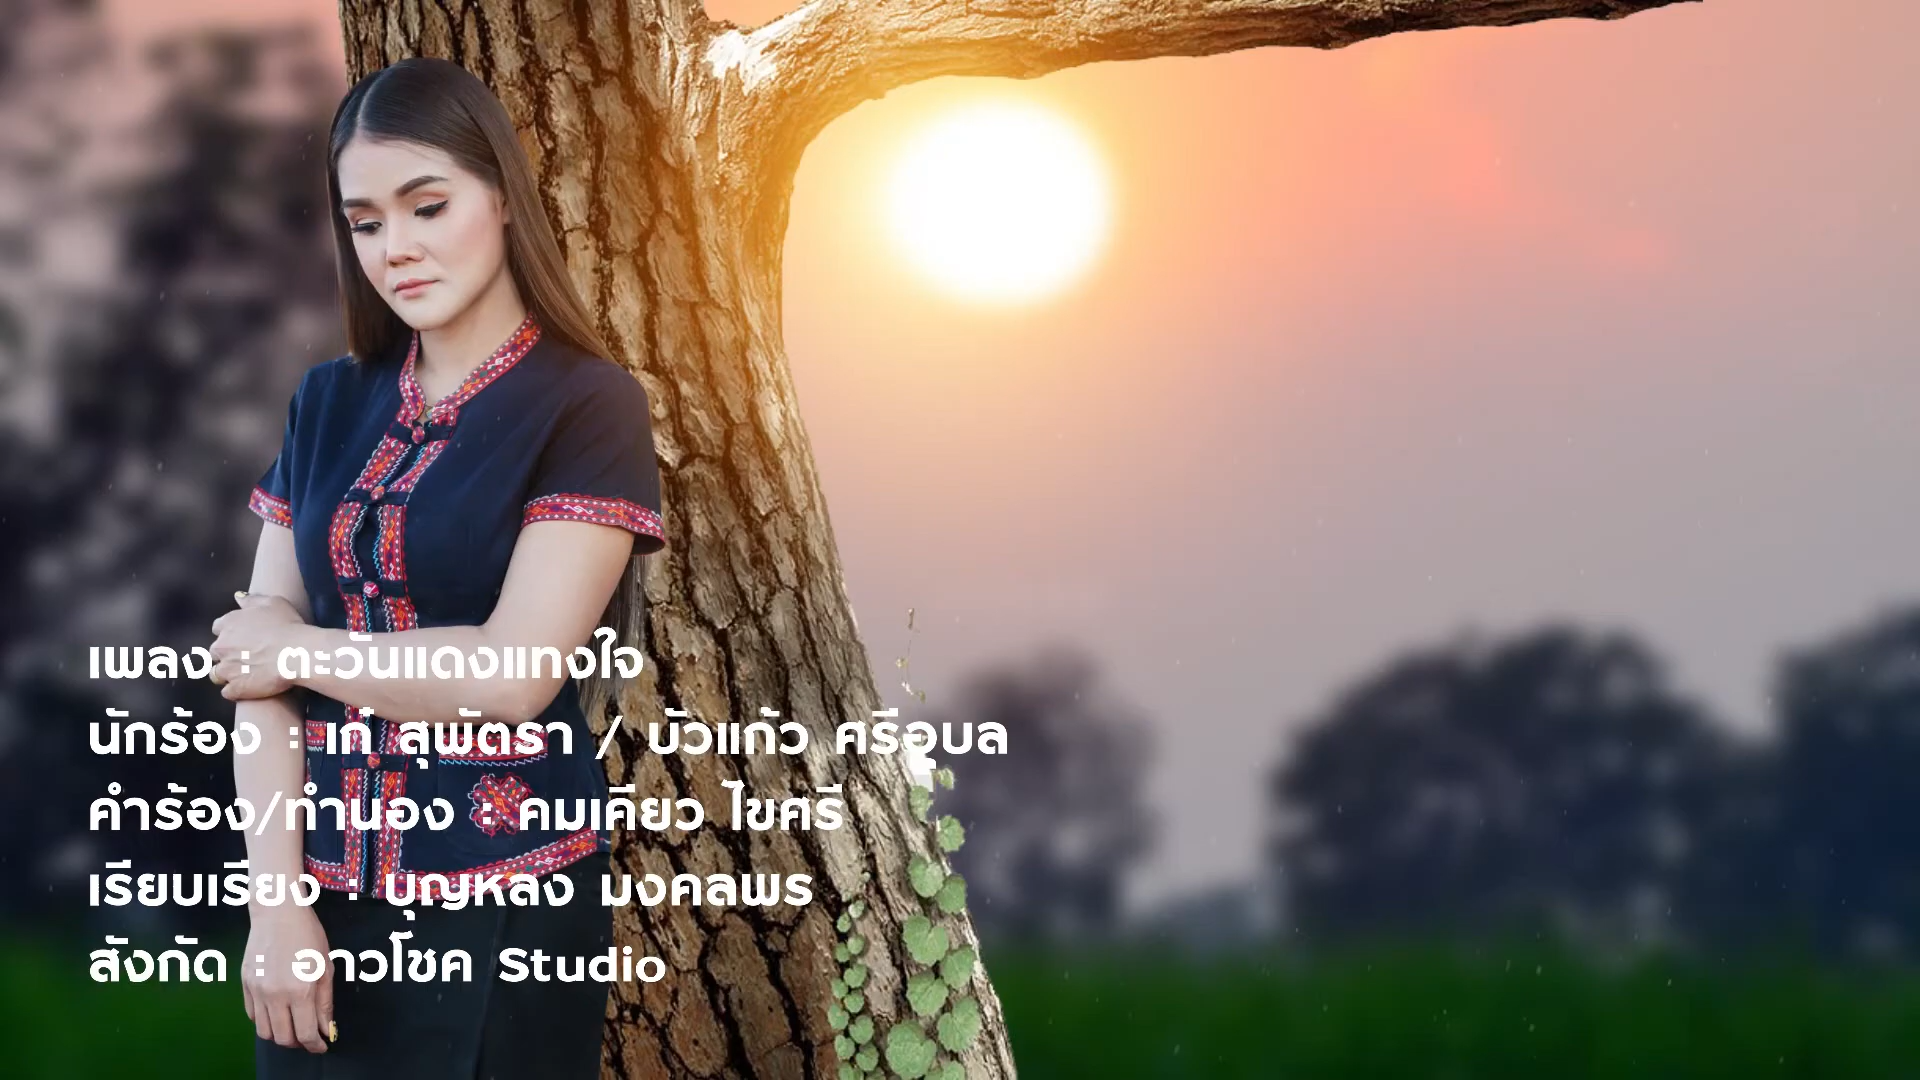 เพลง : ตะวันแดงแทงใจ
นักร้อง : เก๋ สุพัตรา / บัวแก้ว ศรีอุบล
คำร้อง/ทำนอง : คมเคียว ไขศรี
เรียบเรียง : บุญหลง มงคลพร
สังกัด : อาวโชค Studio